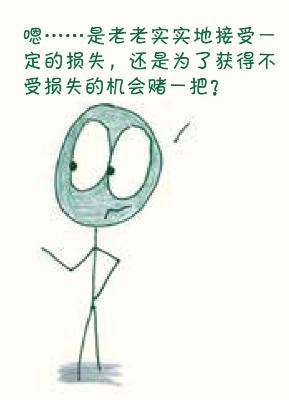 嗯……是老老实实地接受一
定的损失，还是为了获得不
受损失的机会赌一把？